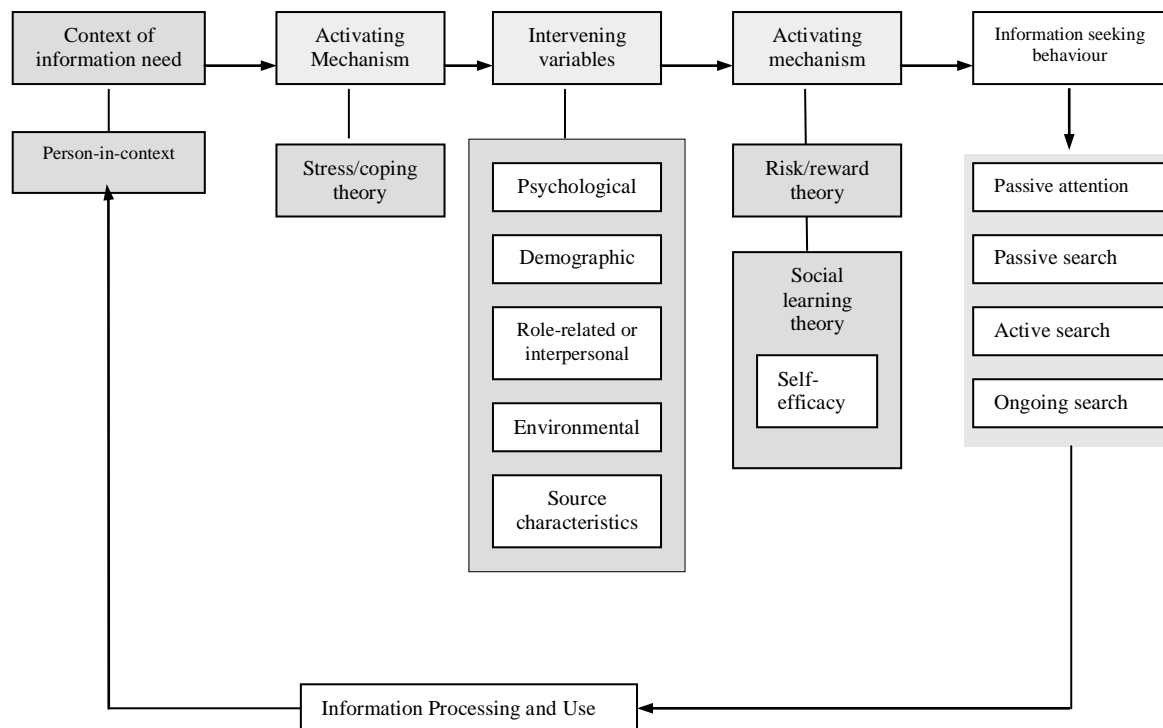 Context of
information need
Activating
Mechanism
Intervening
variables
Activating
mechanism
Information seeking
behaviour
Person-in-context
Stress/coping
theory
Psychological
Demographic
Role-related or
interpersonal
Environmental
Source
characteristics
Risk/reward
theory
Social
learning
theory
Self-
efficacy
Passive attention
Passive search
Active search
Ongoing search
Information Processing and Use